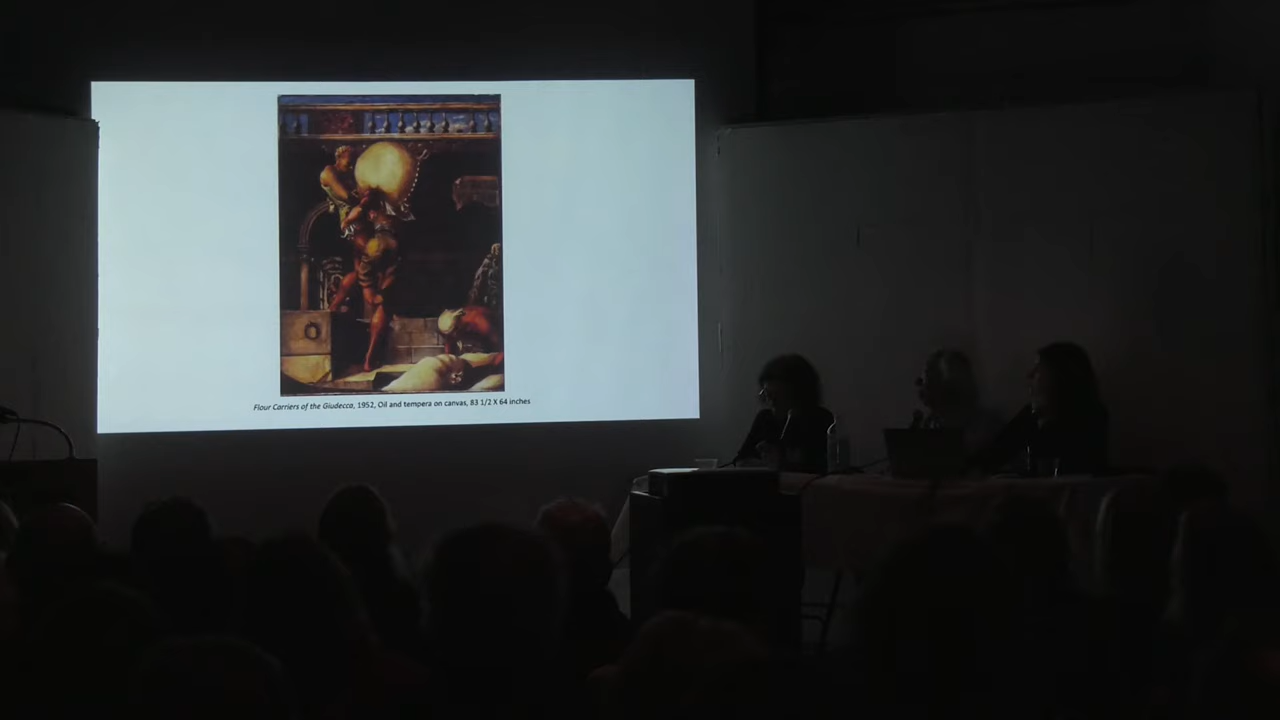 Flour Carriers of the Giudecca, 1952, Oil and tempera on canvas, 83 1/2 X 64 inches